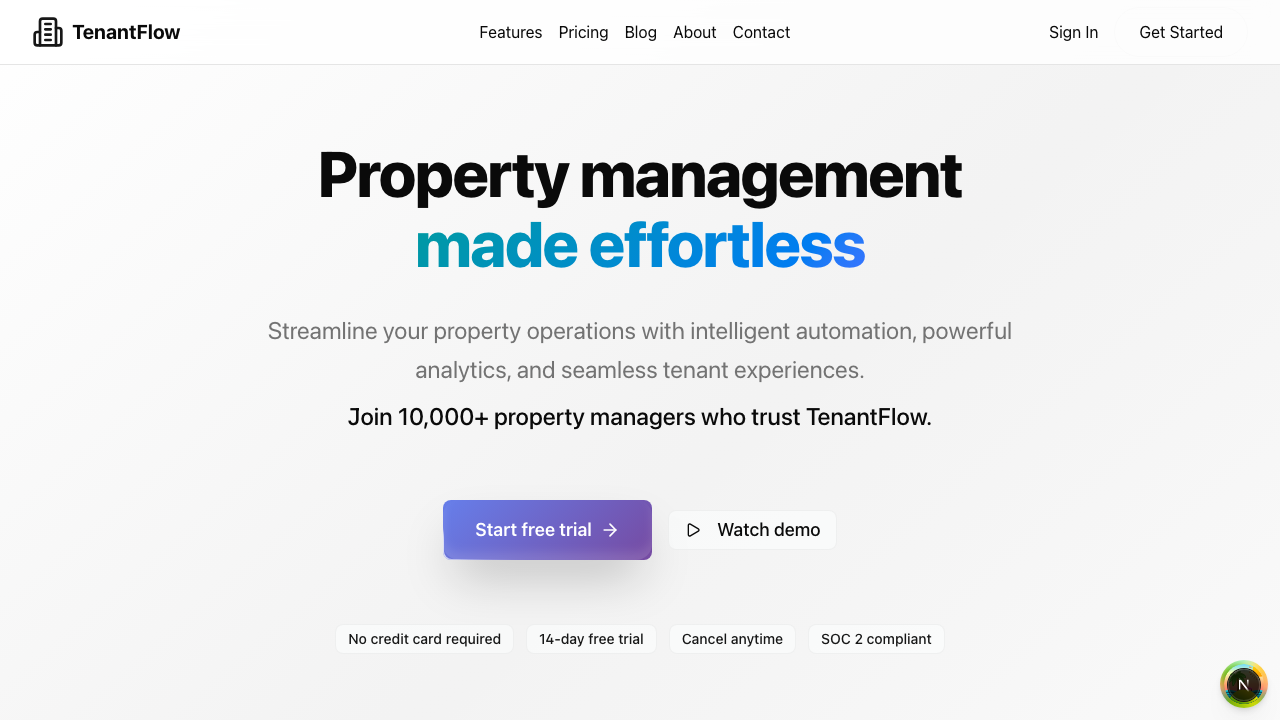 TenantFlow
Features Pricing Blog About Contact
Sign In Get Started
Property management
made effortless
Streamline your property operations with intelligent automation, powerful
analytics, and seamless tenant experiences.
Join 10,000+ property managers who trust TenantFlow.
Start free trial
Watch demo
No credit card required
14-day free trial
Cancel anytime
SOC 2 compliant
N